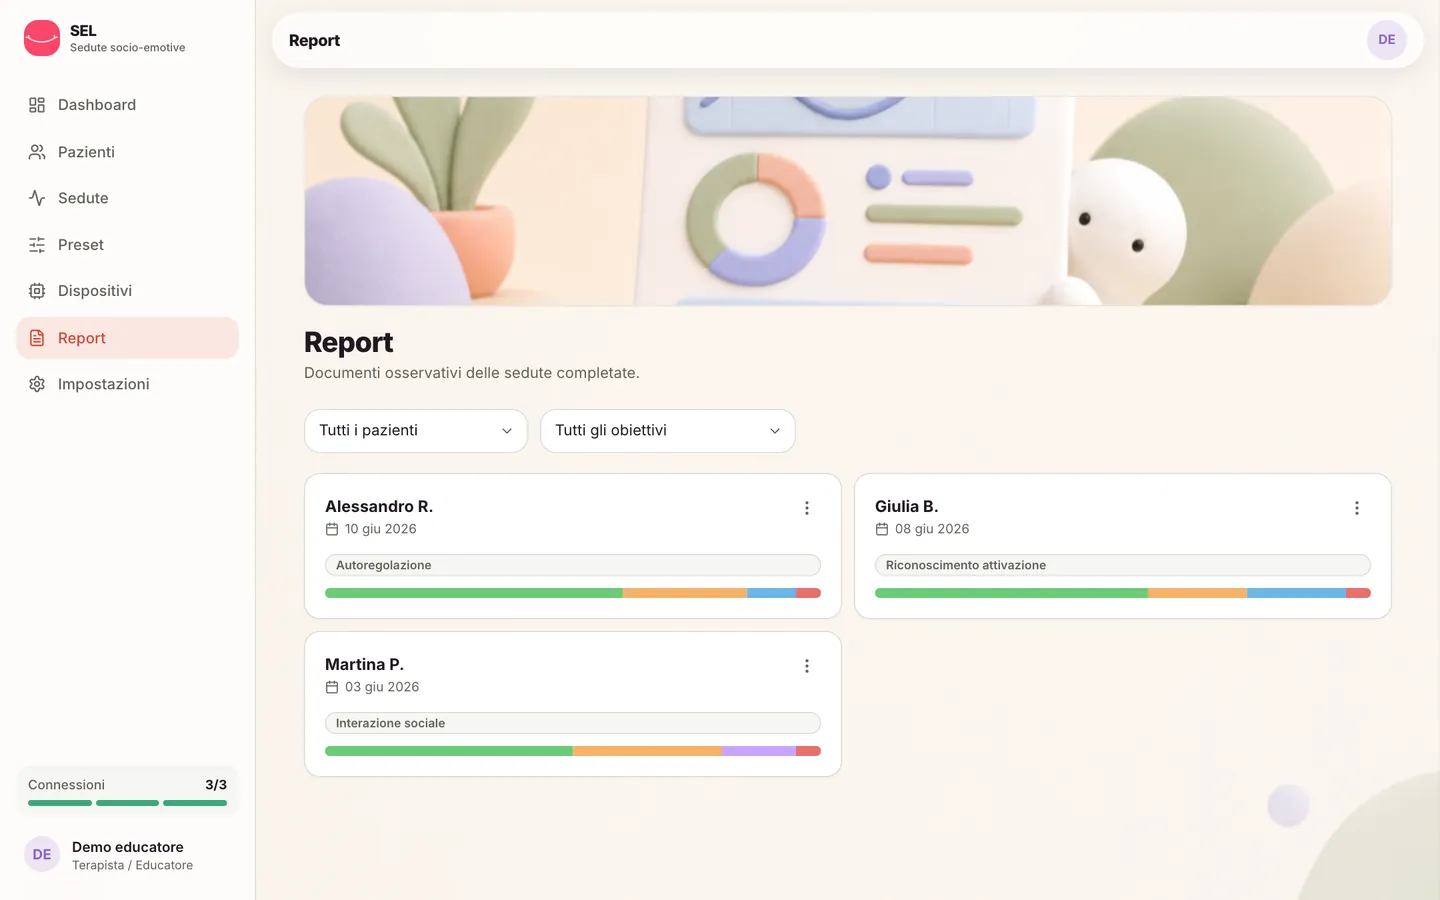 SEL
Sedute socio-emotive
Dashboard
Pazienti
Sedute
Preset
Dispositivi
Report
Impostazioni
Connessioni 3/3
DE
Demo educatore
Terapista / Educatore
Report
DE
Report
Documenti osservativi delle sedute completate.
Tutti i pazienti
Tutti gli obiettivi
Alessandro R.
10 giu 2026
Autoregolazione
Giulia B.
08 giu 2026
Riconoscimento attivazione
Martina P.
03 giu 2026
Interazione sociale